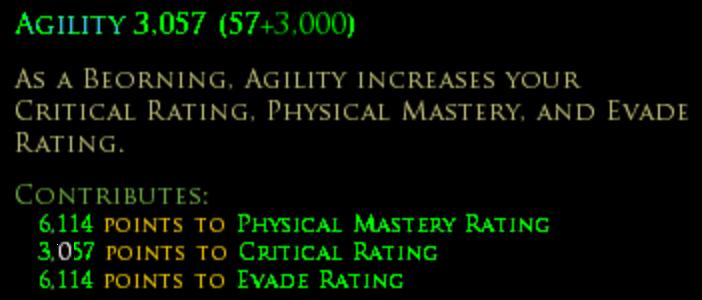 Agility 3,057 (57+3,000)
As a Beorning, Agility increases your
Critical Rating, Physical Mastery, and Evade
Rating.
Contributes:
6,114 points to Physical Mastery Rating
3,057 points to Critical Rating
6,114 points to Evade Rating